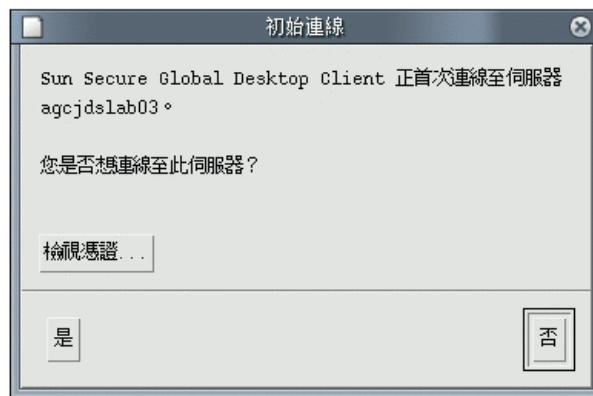 初始連線
Sun Secure Global Desktop Client 正首次連線至伺服器
agcjdslab03。
您是否想連線至此伺服器？
檢視憑證...
是
否